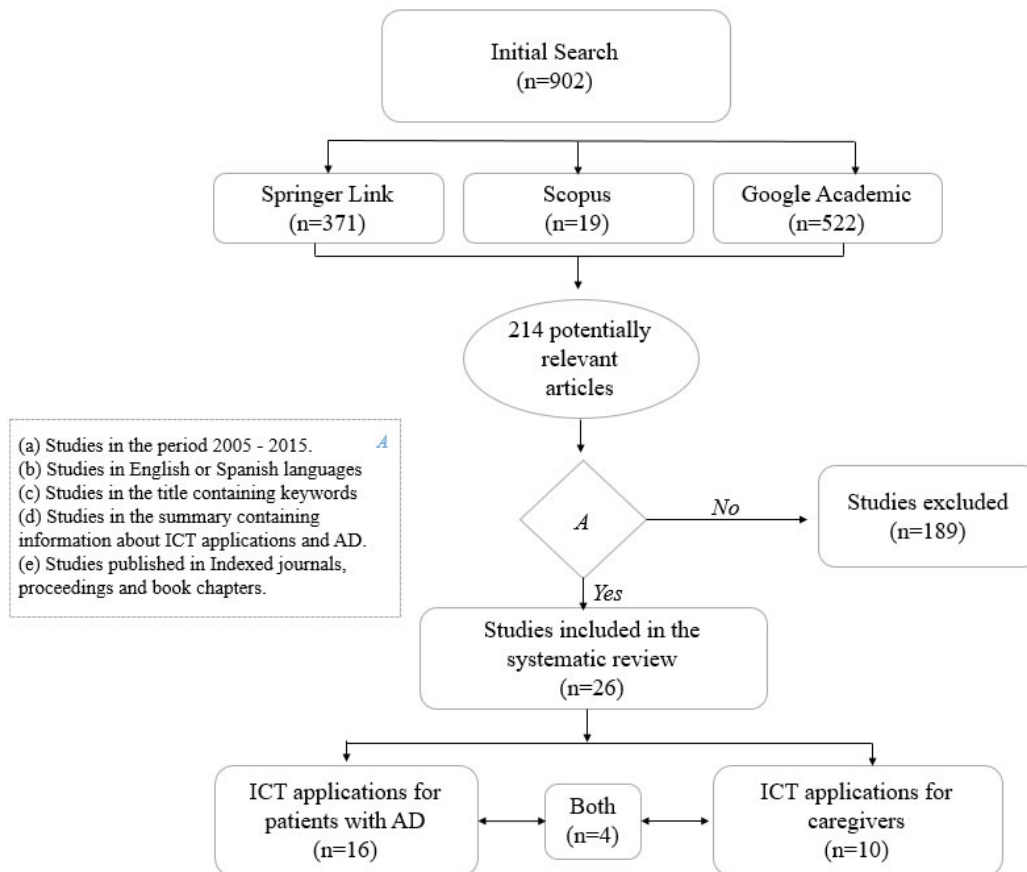 Initial Search
(n=902)
Springer Link
(n=371)
Scopus
(n=19)
Google Academic
(n=522)
214 potentially
relevant
articles
(a) Studies in the period 2005 - 2015.
A
(b) Studies in English or Spanish languages
(c) Studies in the title containing keywords
(d) Studies in the summary containing
information about ICT applications and AD.
(e) Studies published in Indexed journals,
proceedings and book chapters.
A
No
Studies excluded
(n=189)
Yes
Studies included in the
systematic review
(n=26)
ICT applications for
patients with AD
(n=16)
Both
(n=4)
ICT applications for
caregivers
(n=10)